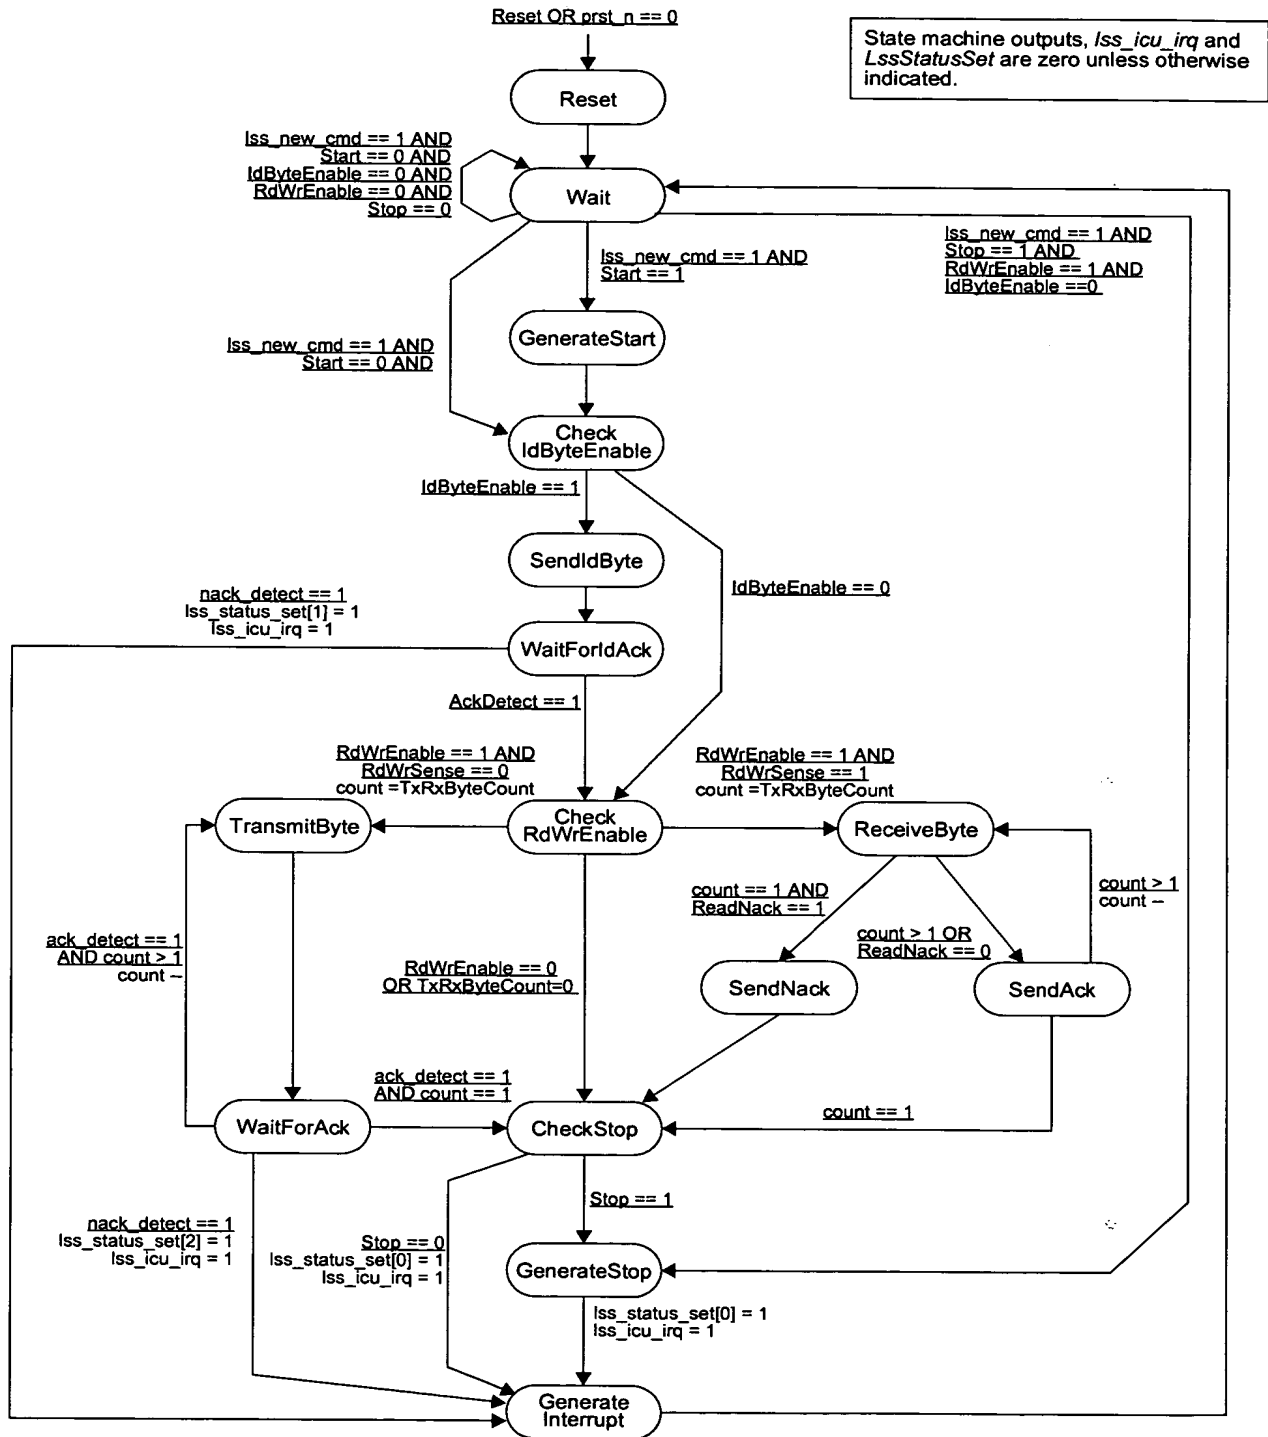 Reset OR prst_n == 0
State machine outputs, lss_icu_irq and
LssStatusSet are zero unless otherwise
indicated.
Reset
lss_new_cmd == 1 AND
Start == 0 AND
IdByteEnable == 0 AND
RdWrEnable == 0 AND
Stop == 0
Wait
lss_new_cmd == 1 AND
Stop == 1 AND
RdWrEnable == 1 AND
IdByteEnable ==0
lss_new_cmd == 1 AND
Start == 1
GenerateStart
lss_new_cmd == 1 AND
Start == 0 AND
Check
IdByteEnable
IdByteEnable == 1
SendIdByte
IdByteEnable == 0
nack_detect == 1
lss_status_set[1] = 1
lss_icu_irq = 1
WaitForIdAck
AckDetect == 1
RdWrEnable == 1 AND
RdWrSense == 0
count =TxRxByteCount
RdWrEnable == 1 AND
RdWrSense == 1
count =TxRxByteCount
TransmitByte
Check
RdWrEnable
ReceiveByte
count == 1 AND
ReadNack == 1
count > 1
count –
ack_detect == 1
AND count > 1
count –
count > 1 OR
ReadNack == 0
RdWrEnable == 0
OR TxRxByteCount=0
SendNack
SendAck
ack_detect == 1
AND count == 1
WaitForAck
CheckStop
count == 1
Stop == 1
nack_detect == 1
lss_status_set[2] = 1
lss_icu_irq = 1
Stop == 0
lss_status_set[0] = 1
lss_icu_irq = 1
GenerateStop
lss_status_set[0] = 1
lss_icu_irq = 1
Generate
Interrupt